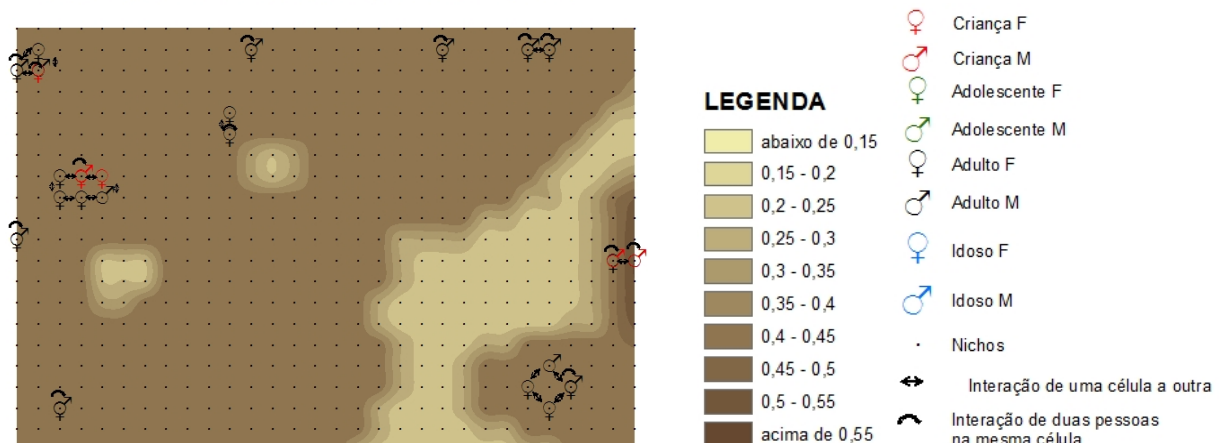 LEGENDA
abaixo de 0,15
0,15 - 0,2
0,2 - 0,25
0,25 - 0,3
0,3 - 0,35
0,35 - 0,4
0,4 - 0,45
0,45 - 0,5
0,5 - 0,55
acima de 0,55
Criança F
Criança M
Adolescente F
Adolescente M
Adulto F
Adulto M
Idoso F
Idoso M
Nichos
Interação de uma célula a outra
Interação de duas pessoas
na mesma célula